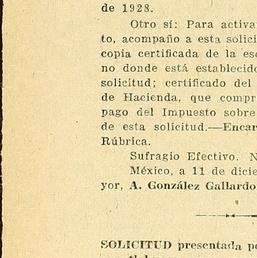 de 1928.
Otro sí: Para activa
to, acompaño a esta solici
copia certificada de la es
no donde está establecid
solicitud; certificado del
de Hacienda, que compr
pago del Impuesto sobre
de esta solicitud.—Encar
Rúbrica.
Sufragio Efectivo. N
México, a 11 de dicie
yor, A. González Gallardo
SOLICITUD presentada p